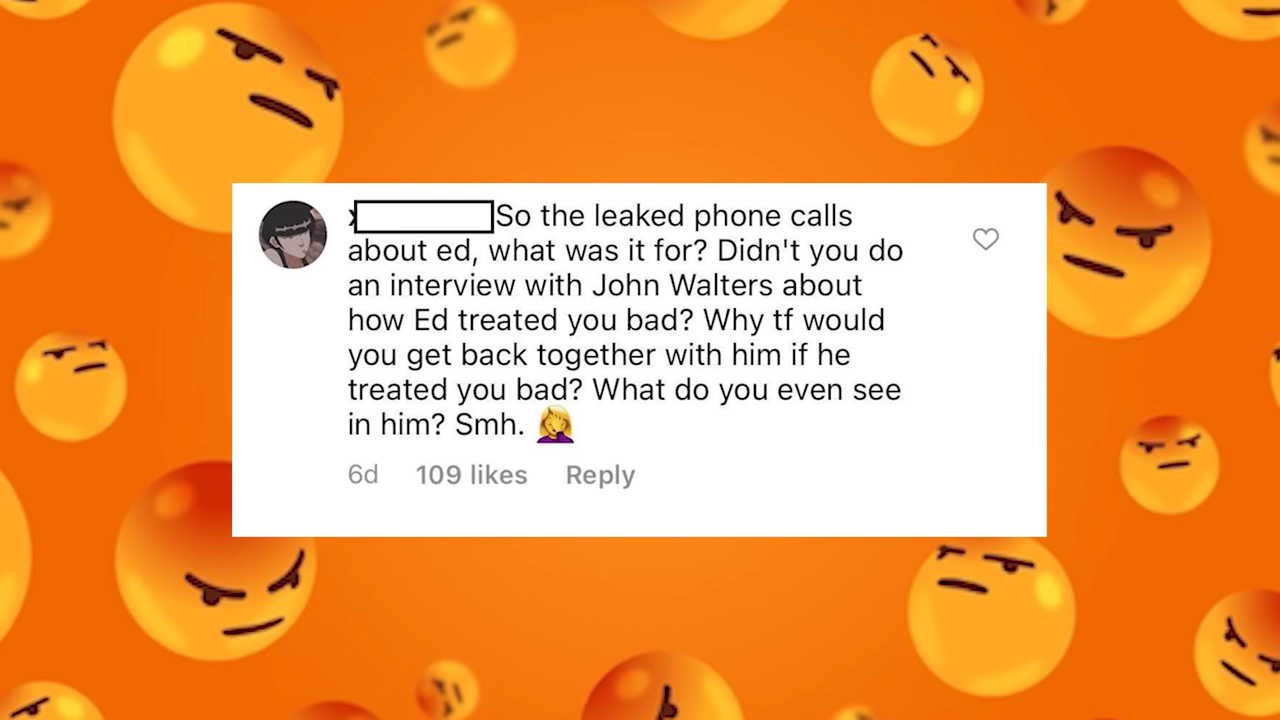 So the leaked phone calls
about ed, what was it for? Didn't you do
an interview with John Walters about
how Ed treated you bad? Why tf would
you get back together with him if he
treated you bad? What do you even see
in him? Smh. 🤦‍♀️
6d 109 likes Reply